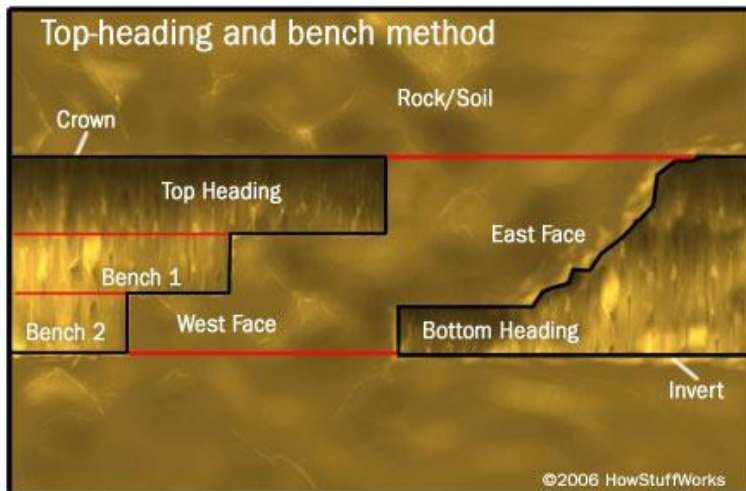 Top-heading and bench method
Rock/Soil
Crown
Top Heading
East Face
Bench 1
West Face
Bench 2
Bottom Heading
Invert
©2006 HowStuffWorks